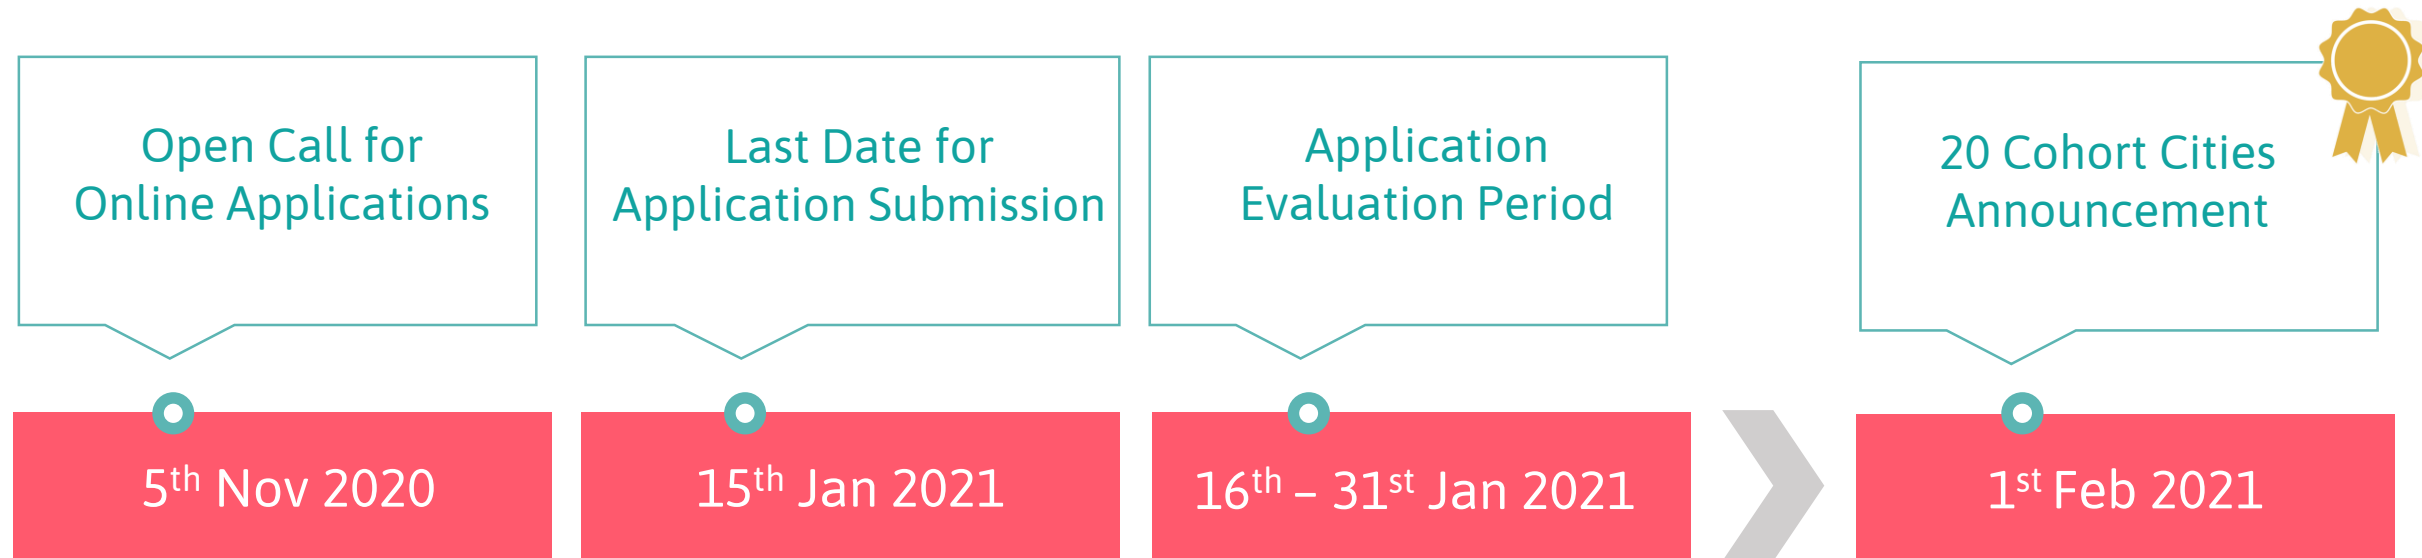 Open Call for
Online Applications
Last Date for
Application Submission
Application
Evaluation Period
20 Cohort Cities
Announcement
5th Nov 2020
15th Jan 2021
16th – 31st Jan 2021
1st Feb 2021